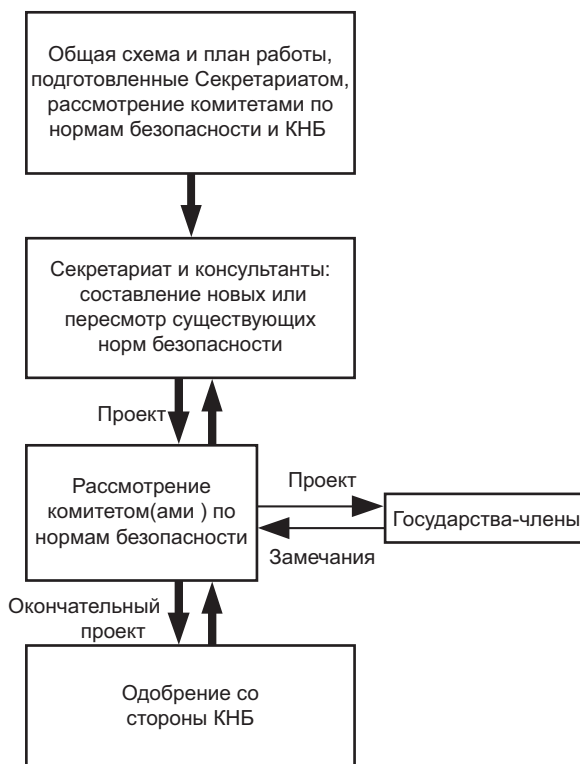 Общая схема и план работы,
подготовленные Секретариатом,
рассмотрение комитетами по
нормам безопасности и КНБ
Секретариат и консультанты:
составление новых или
пересмотр существующих
норм безопасности
Проект
Рассмотрение
комитетом(ами ) по
нормам безопасности
Проект
Государства-члены
Замечания
Окончательный
проект
Одобрение со
стороны КНБ